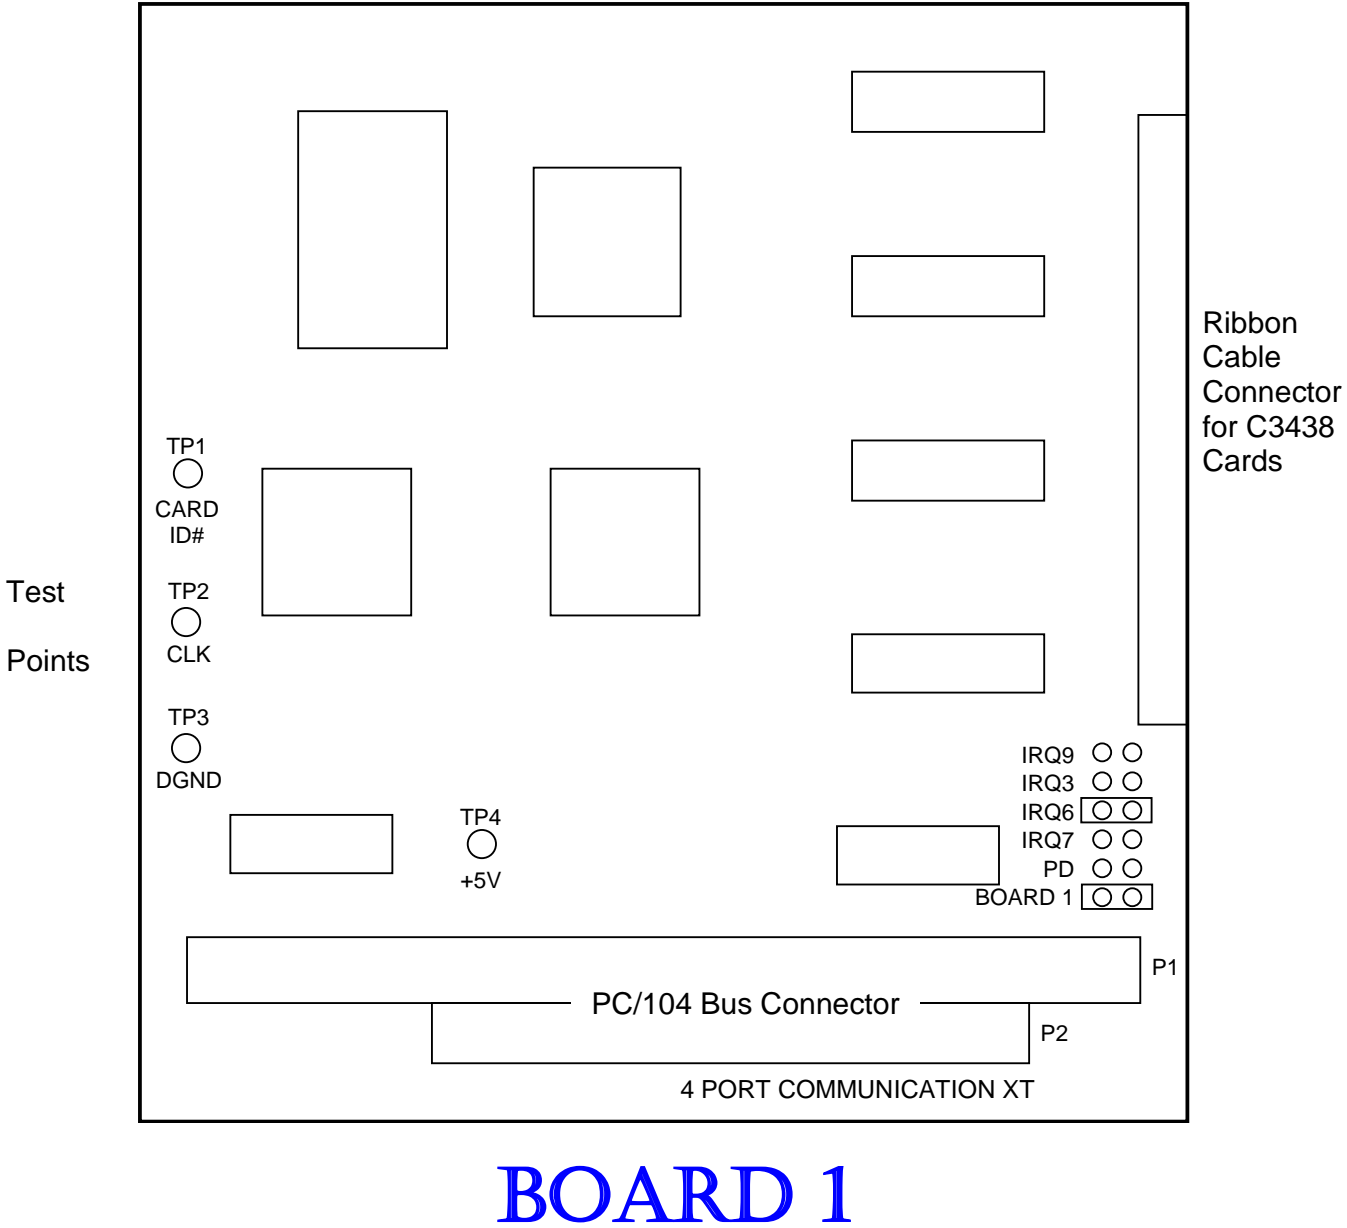 Ribbon
Cable
Connector
for C3438
Cards
TP1
CARD
ID#
Test
Points
TP2
CLK
TP3
DGND
TP4
+5V
IRQ9
IRQ3
IRQ6
IRQ7
PD
BOARD 1
P1
PC/104 Bus Connector
P2
4 PORT COMMUNICATION XT
BOARD 1